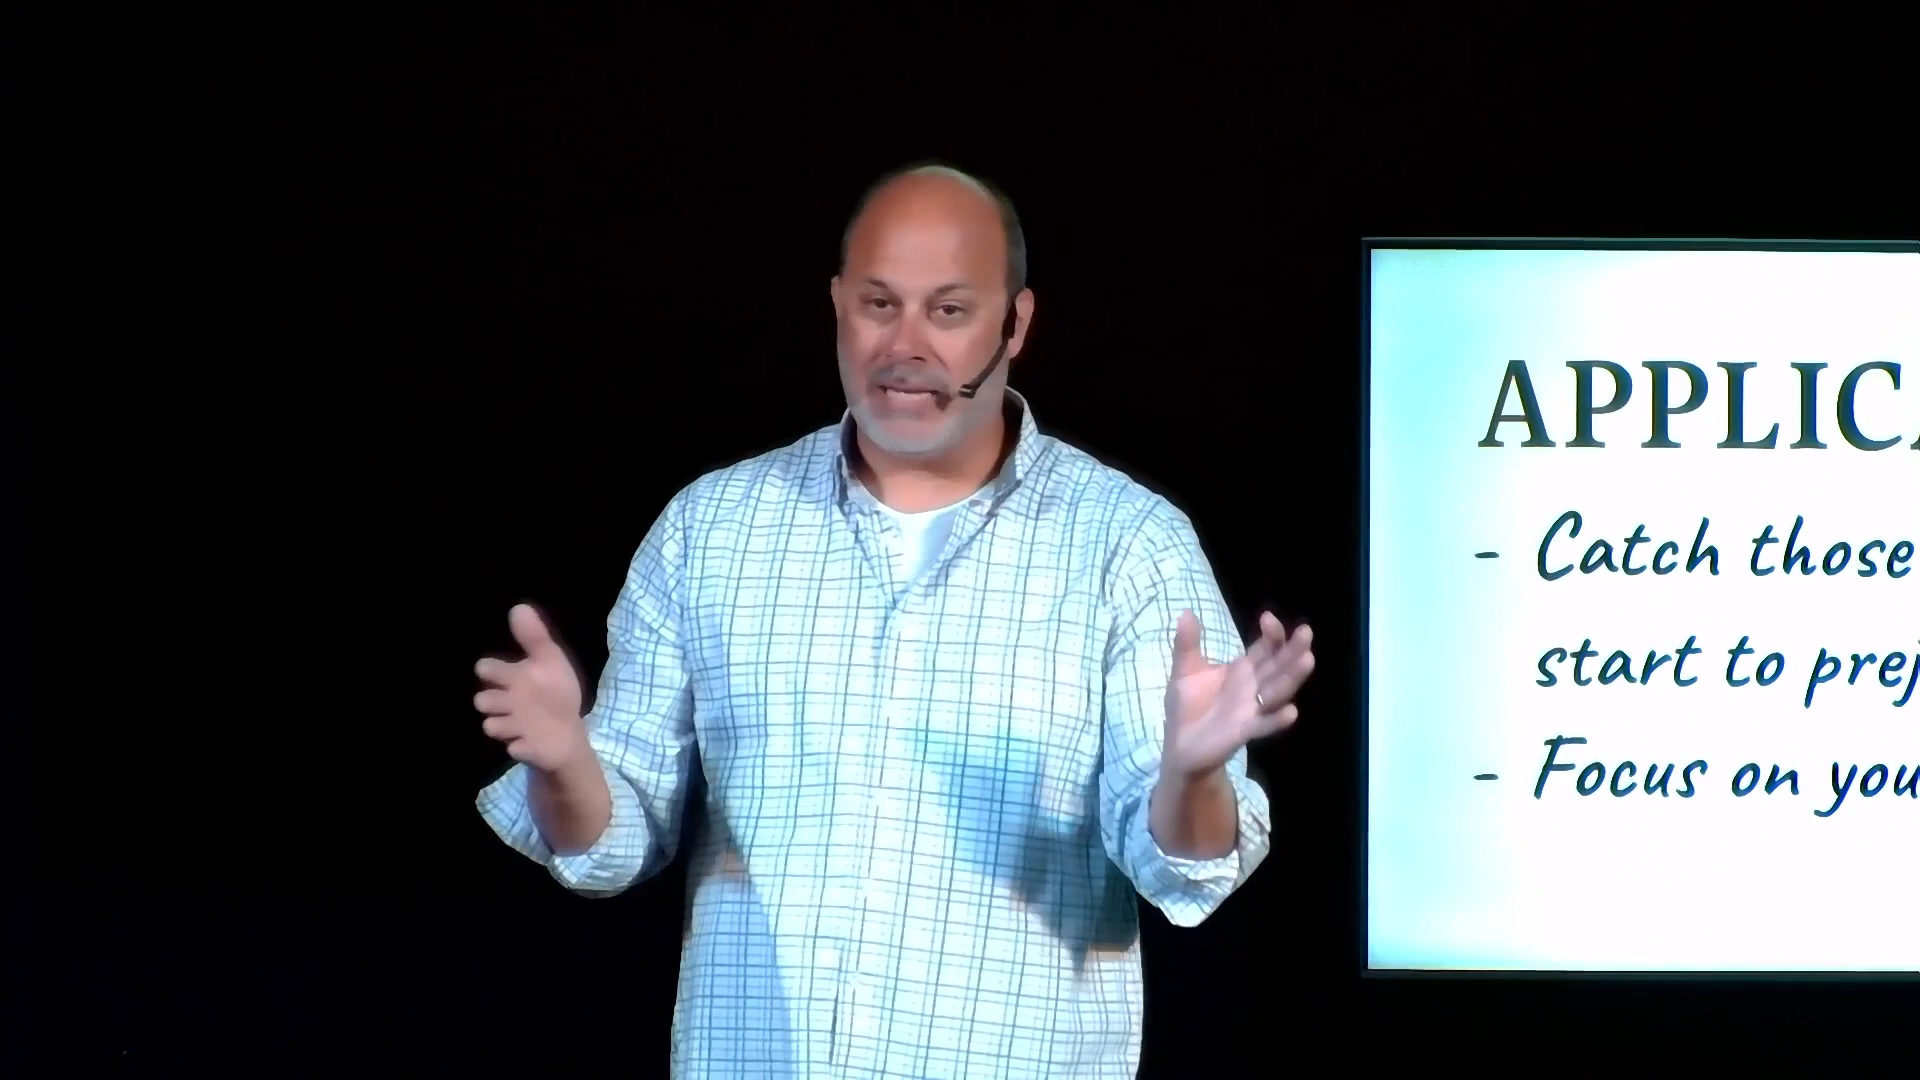 APPLIC
- Catch those
start to prej
- Focus on you